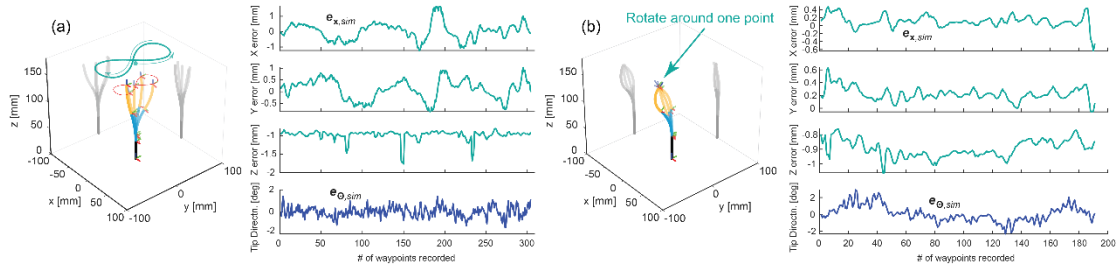 (a)
z [mm]
150
100
50
0
-100
-50
0
50
100
x [mm]
-100
0
100
y [mm]
e x,sim
X error [mm]
1
0
-1
Y error [mm]
0.5
0
-0.5
Z error [mm]
-1
-1.5
-2
e Θ,sim
Tip Directn. [deg]
2
0
-2
0 50 100 150 200 250 300
# of waypoints recorded
(b)
Rotate around one point
z [mm]
150
100
50
0
-100
-50
0
50
100
x [mm]
-100
0
100
y [mm]
e x,sim
X error [mm]
0.4
0.2
0
-0.2
-0.4
-0.6
Y error [mm]
0.6
0.4
0.2
0
Z error [mm]
-0.8
-0.9
-1
e Θ,sim
Tip Directn. [deg]
2
0
-2
0 20 40 60 80 100 120 140 160 180 200
# of waypoints recorded